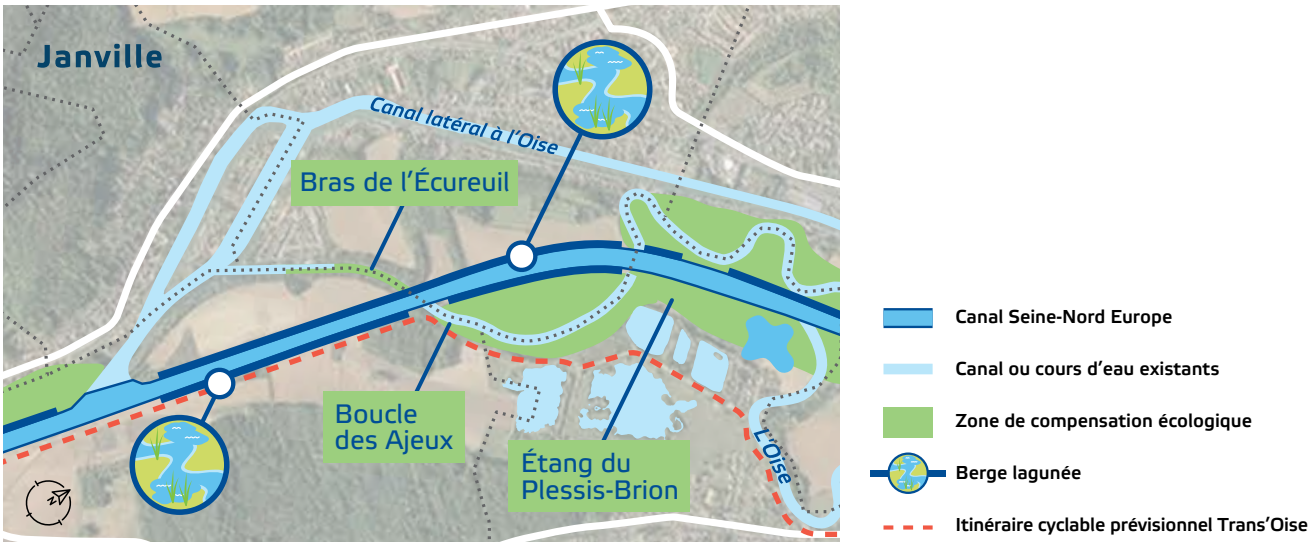 Janville
Canal latéral à l'Oise
Bras de l'Écureuil
Boucle
des Ajeux
Étang du
Plessis-Brion
L'Oise
Canal Seine-Nord Europe
Canal ou cours d'eau existants
Zone de compensation écologique
Berge lagunée
Itinéraire cyclable prévisionnel Trans'Oise